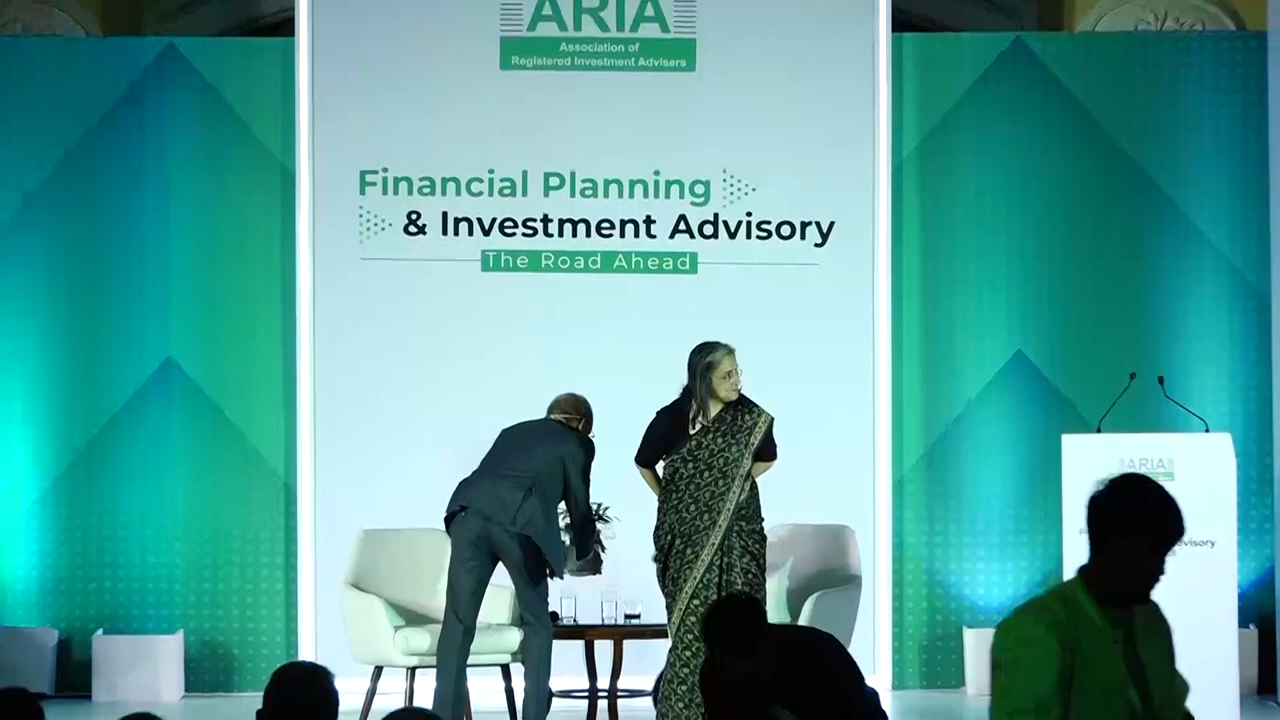 ARIA
Association of
Registered Investment Advisers
Financial Planning
& Investment Advisory
The Road Ahead
ARIA